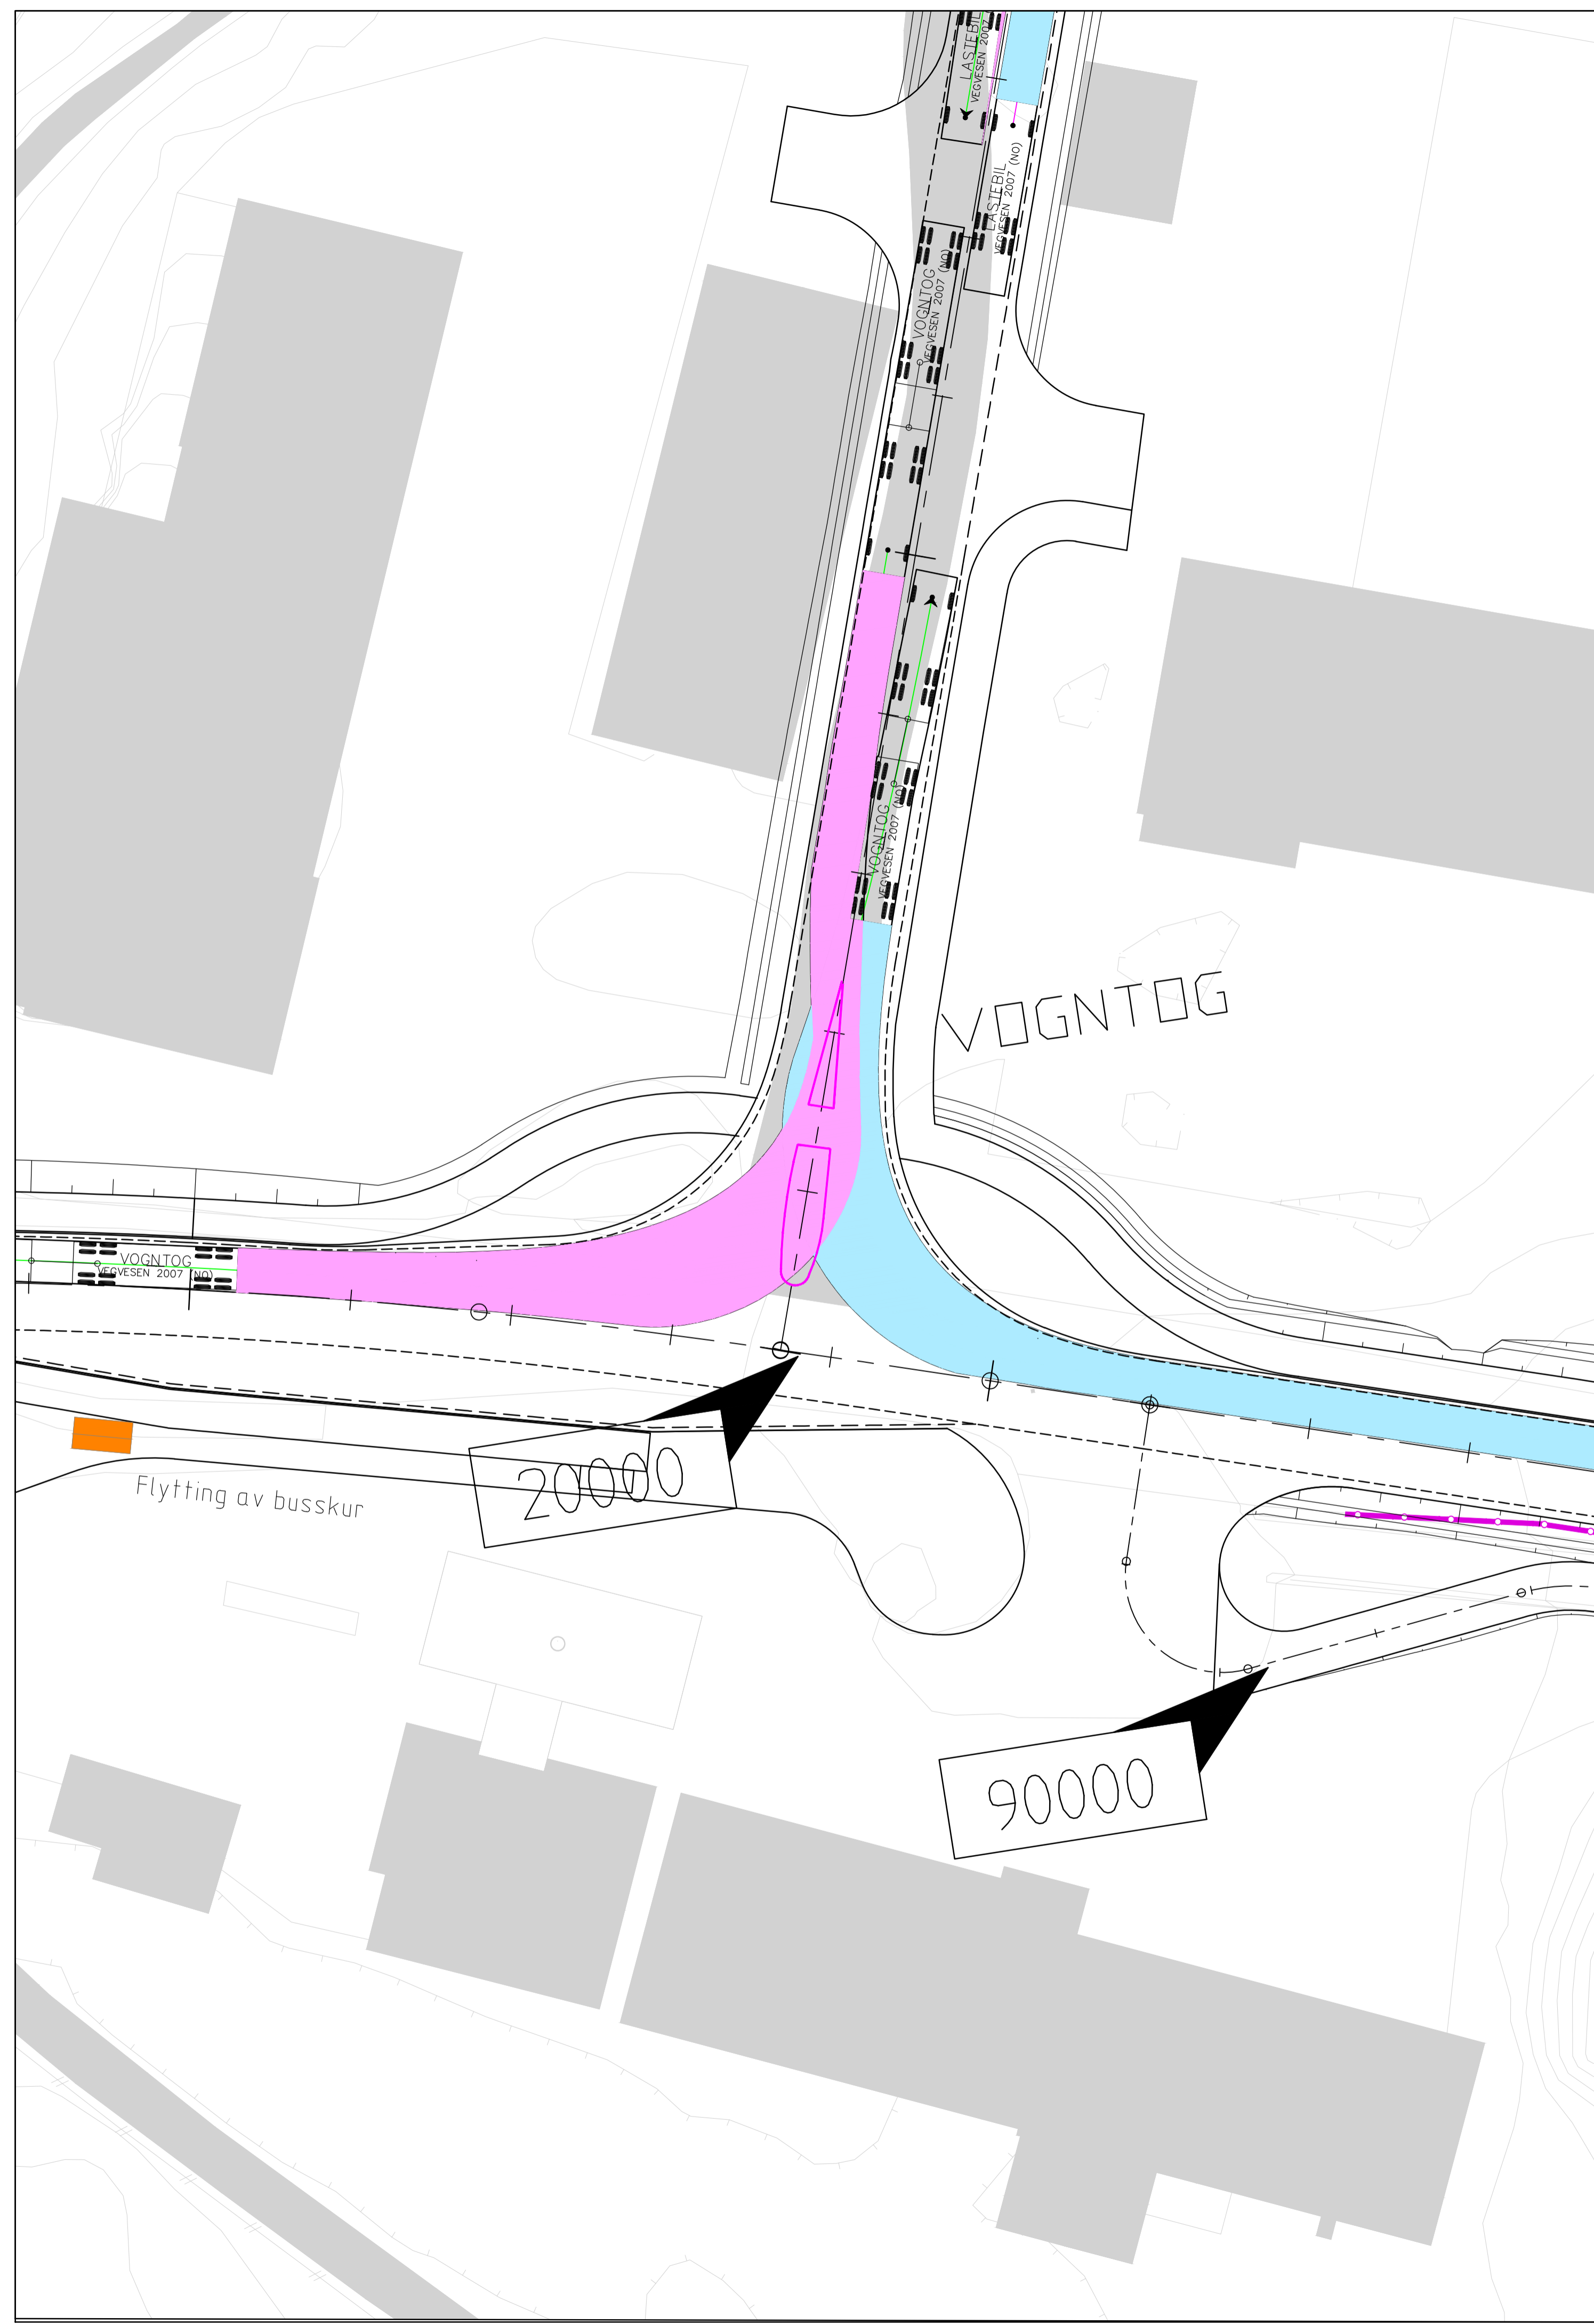 LASTEBIL
VEGVESEN 2007
LASTEBIL
VEGVESEN 2007 (NO)
VOGNTOG
VEGVESEN 2007 (NO)
VOGNTOG
VEGVESEN 2007 (NO)
VOGNTOG
VOGNTOG
VEGVESEN 2007 (NO)
20000
Flytting av busskur
90000